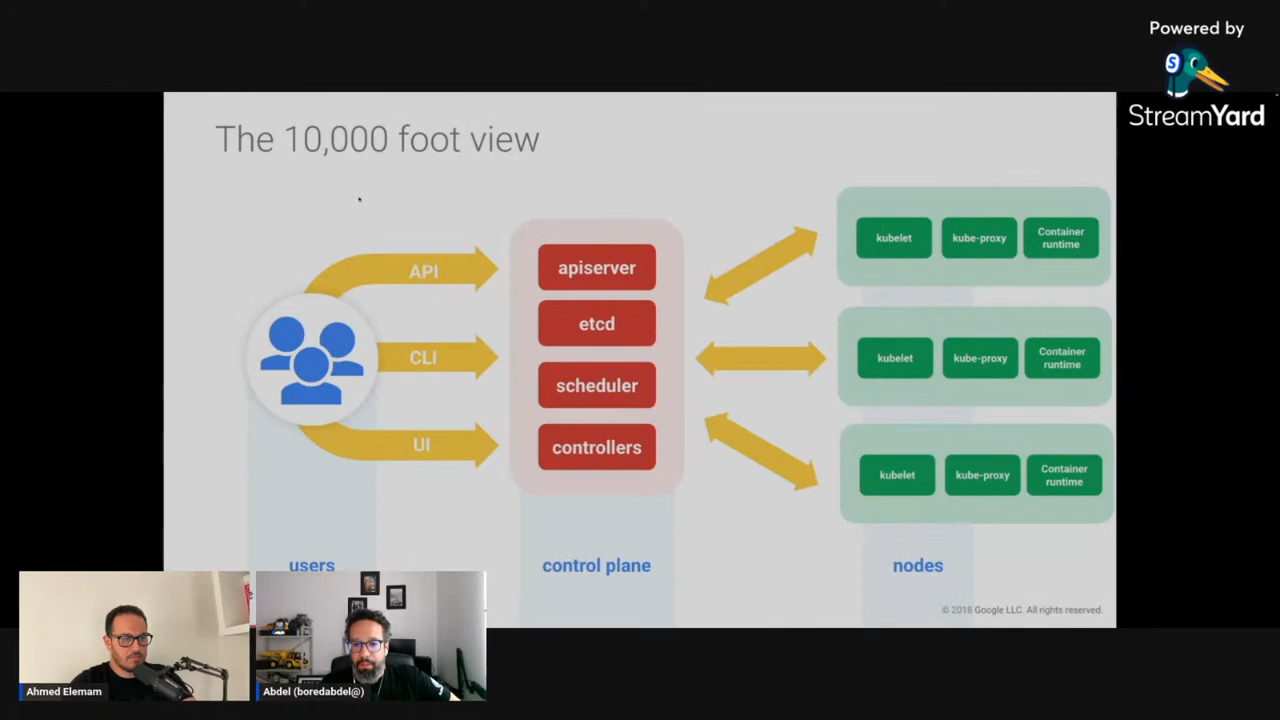 Powered by
S
StreamYard
The 10,000 foot view
API
CLI
UI
apiserver
etcd
scheduler
controllers
kubelet
kube-proxy
Container
runtime
kubelet
kube-proxy
Container
runtime
kubelet
kube-proxy
Container
runtime
users
control plane
nodes
© 2018 Google LLC. All rights reserved.
Ahmed Elemam
Abdel (boredabdel@)